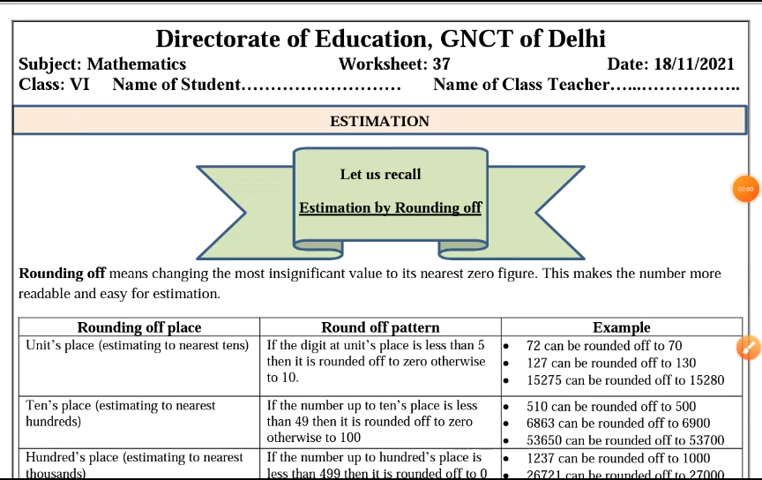 Directorate of Education, GNCT of Delhi
Subject: Mathematics Worksheet: 37 Date: 18/11/2021
Class: VI Name of Student……………………… Name of Class Teacher…...……………..
ESTIMATION
Let us recall
Estimation by Rounding off
00:00
Rounding off means changing the most insignificant value to its nearest zero figure. This makes the number more
readable and easy for estimation.
Rounding off place Round off pattern Example
Unit's place (estimating to nearest tens) If the digit at unit's place is less than 5 • 72 can be rounded off to 70
then it is rounded off to zero otherwise • 127 can be rounded off to 130
to 10. • 15275 can be rounded off to 15280
Ten's place (estimating to nearest If the number up to ten's place is less • 510 can be rounded off to 500
hundreds) than 49 then it is rounded off to zero • 6863 can be rounded off to 6900
otherwise to 100 • 53650 can be rounded off to 53700
Hundred's place (estimating to nearest If the number up to hundred's place is • 1237 can be rounded off to 1000
thousands) less than 499 then it is rounded off to 0 • 26721 can be rounded off to 27000